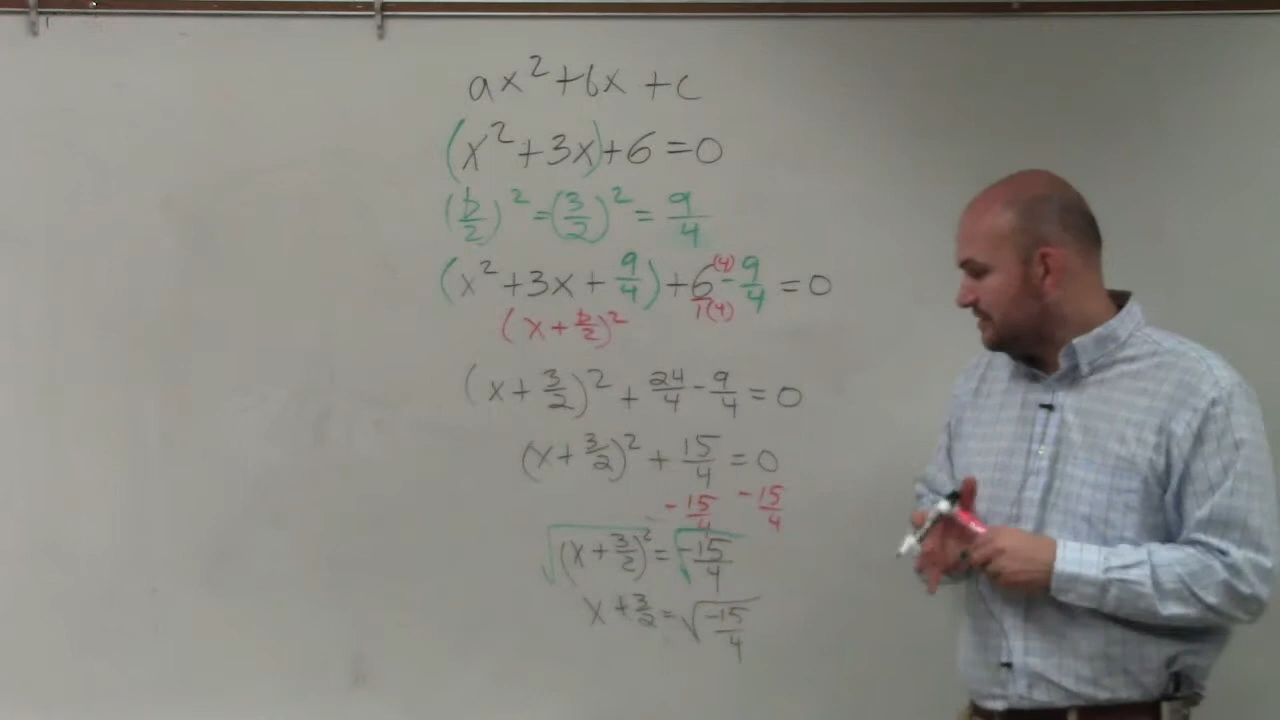 ax² + bx + c
(x² + 3x) + 6 = 0
(b/2)² = (3/2)² = 9/4
(x² + 3x + 9/4) + 6(4)/1(4) - 9/4 = 0
(x + b/2)²
(x + 3/2)² + 24/4 - 9/4 = 0
(x + 3/2)² + 15/4 = 0
-15/4 -15/4
√(x + 3/2)² = √-15/4
x + 3/2 = √-15/4